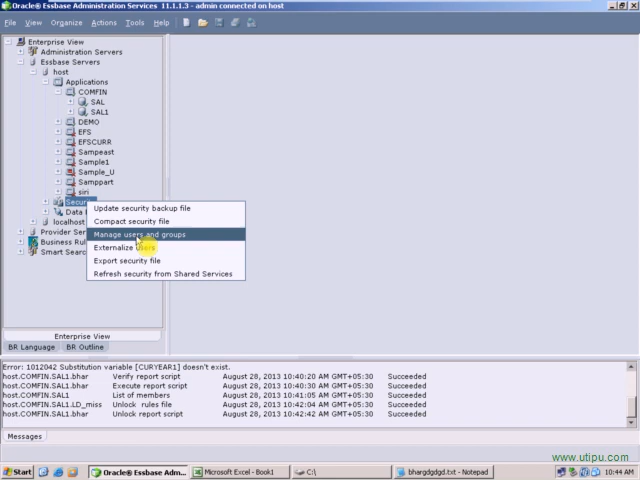 Oracle® Essbase Administration Services 11.1.1.3 - admin connected on host
File View Organize Actions Tools Help
Enterprise View
Administration Servers
Essbase Servers
host
Applications
COMFIN
SAL
SAL1
DEMO
EFS
EFSCURR
Sampeast
Sample1
Sample_U
Samppart
siri
Update security backup file
Compact security file
Manage users and groups
Externalize users
Export security file
Refresh security from Shared Services
Data
localhost
Provider Ser
Business Rul
Smart Searc
Enterprise View
BR Language BR Outline
Error: 1012042 Substitution variable [CURYEAR1] doesn't exist.
host.COMFIN.SAL1.bhar Verify report script August 28, 2013 10:40:20 AM GMT+05:30 Succeeded
host.COMFIN.SAL1.bhar Execute report script August 28, 2013 10:40:30 AM GMT+05:30 Succeeded
host.COMFIN.SAL1 List of members August 28, 2013 10:41:05 AM GMT+05:30 Succeeded
host.COMFIN.SAL1.LD_miss Unlock rules file August 28, 2013 10:42:04 AM GMT+05:30 Succeeded
host.COMFIN.SAL1.bhar Unlock report script August 28, 2013 10:42:42 AM GMT+05:30 Succeeded
Messages
www.utipu.com
Start Oracle® Essbase Adm... Microsoft Excel - Book1 C:\ bhargdgdgd.txt - Notepad 10:44 AM